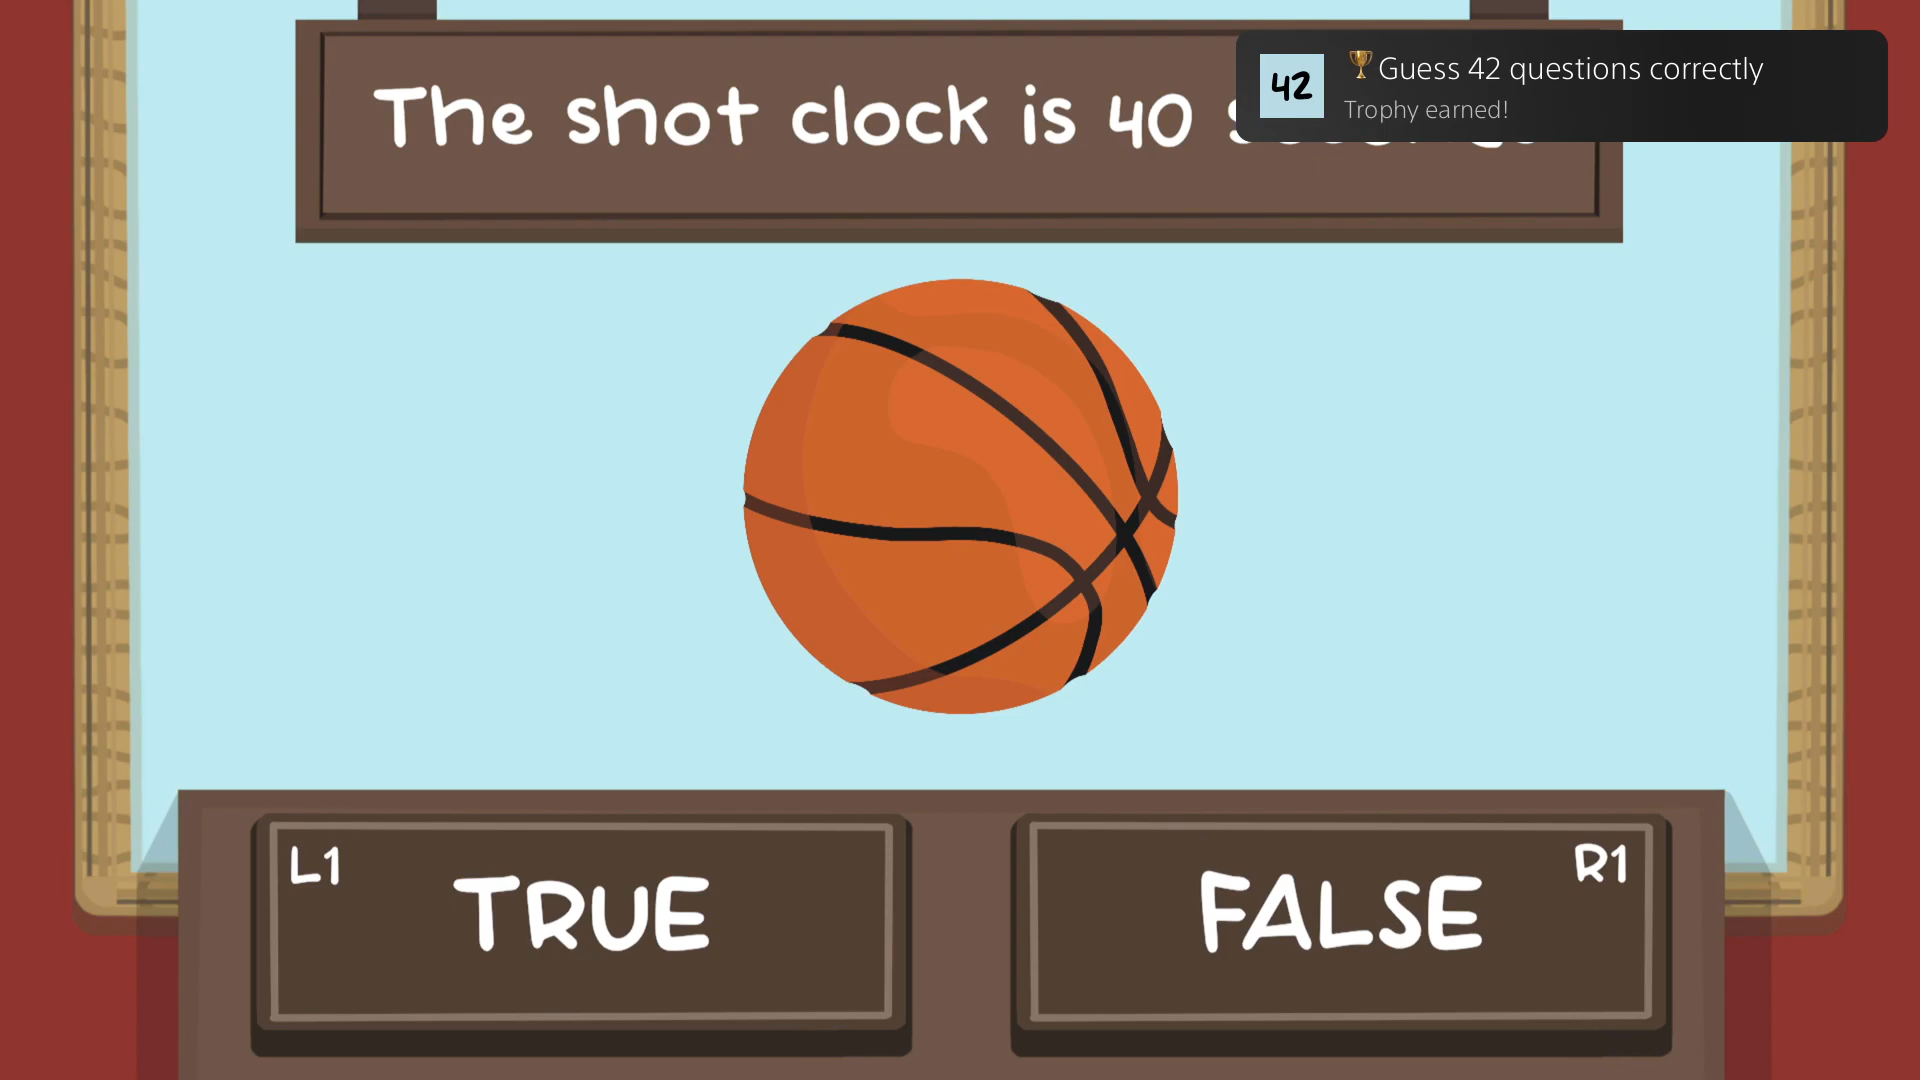 The shot clock is 40
42
🏆Guess 42 questions correctly
Trophy earned!
L1
TRUE
FALSE
R1